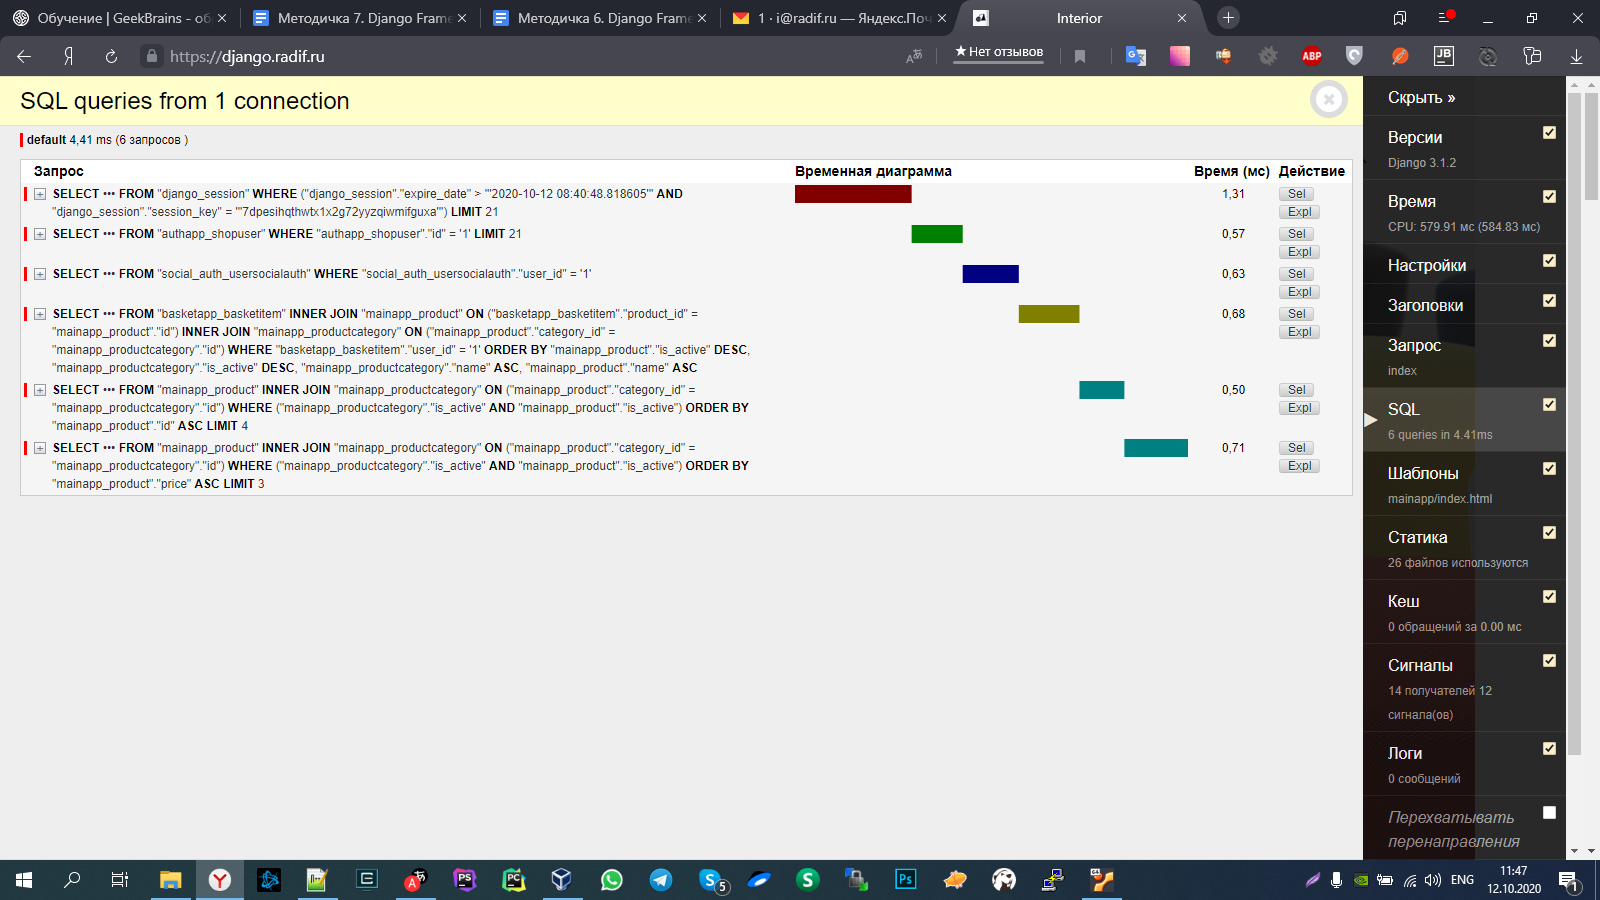 Обучение | GeekBrains - об
Методичка 7. Django Frame
Методичка 6. Django Frame
1 · i@radif.ru — Яндекс.Поч
Interior
https://django.radif.ru
★ Нет отзывов
SQL queries from 1 connection
default 4,41 ms (6 запросов )
Запрос Временная диаграмма Время (мс) Действие
SELECT ••• FROM "django_session" WHERE ("django_session"."expire_date" > '"2020-10-12 08:40:48.818605"' AND 1,31 Sel
"django_session"."session_key" = '"7dpesihqthwtx1x2g72yyzqiwmifguxa"') LIMIT 21 Expl
SELECT ••• FROM "authapp_shopuser" WHERE "authapp_shopuser"."id" = '1' LIMIT 21 0,57 Sel
Expl
SELECT ••• FROM "social_auth_usersocialauth" WHERE "social_auth_usersocialauth"."user_id" = '1' 0,63 Sel
Expl
SELECT ••• FROM "basketapp_basketitem" INNER JOIN "mainapp_product" ON ("basketapp_basketitem"."product_id" = 0,68 Sel
"mainapp_product"."id") INNER JOIN "mainapp_productcategory" ON ("mainapp_product"."category_id" = Expl
"mainapp_productcategory"."id") WHERE "basketapp_basketitem"."user_id" = '1' ORDER BY "mainapp_product"."is_active" DESC,
"mainapp_productcategory"."is_active" DESC, "mainapp_productcategory"."name" ASC, "mainapp_product"."name" ASC
SELECT ••• FROM "mainapp_product" INNER JOIN "mainapp_productcategory" ON ("mainapp_product"."category_id" = 0,50 Sel
"mainapp_productcategory"."id") WHERE ("mainapp_productcategory"."is_active" AND "mainapp_product"."is_active") ORDER BY Expl
"mainapp_product"."id" ASC LIMIT 4
SELECT ••• FROM "mainapp_product" INNER JOIN "mainapp_productcategory" ON ("mainapp_product"."category_id" = 0,71 Sel
"mainapp_productcategory"."id") WHERE ("mainapp_productcategory"."is_active" AND "mainapp_product"."is_active") ORDER BY Expl
"mainapp_product"."price" ASC LIMIT 3
Скрыть »
Версии
Django 3.1.2
Время
CPU: 579.91 мс (584.83 мс)
Настройки
Заголовки
Запрос
index
SQL
6 queries in 4.41ms
Шаблоны
mainapp/index.html
Статика
26 файлов используются
Кеш
0 обращений за 0.00 мс
Сигналы
14 получателей 12
сигнала(ов)
Логи
0 сообщений
Перехватывать
перенаправления
ENG
11:47
12.10.2020